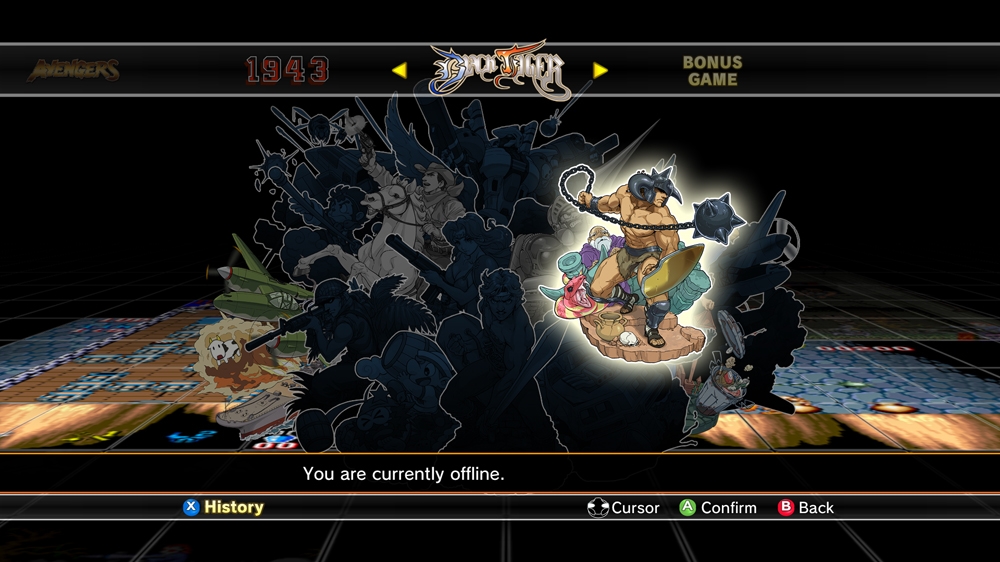 AVENGERS
1943
BLACK TIGER
BONUS
GAME
You are currently offline.
X History
Cursor
A Confirm
B Back